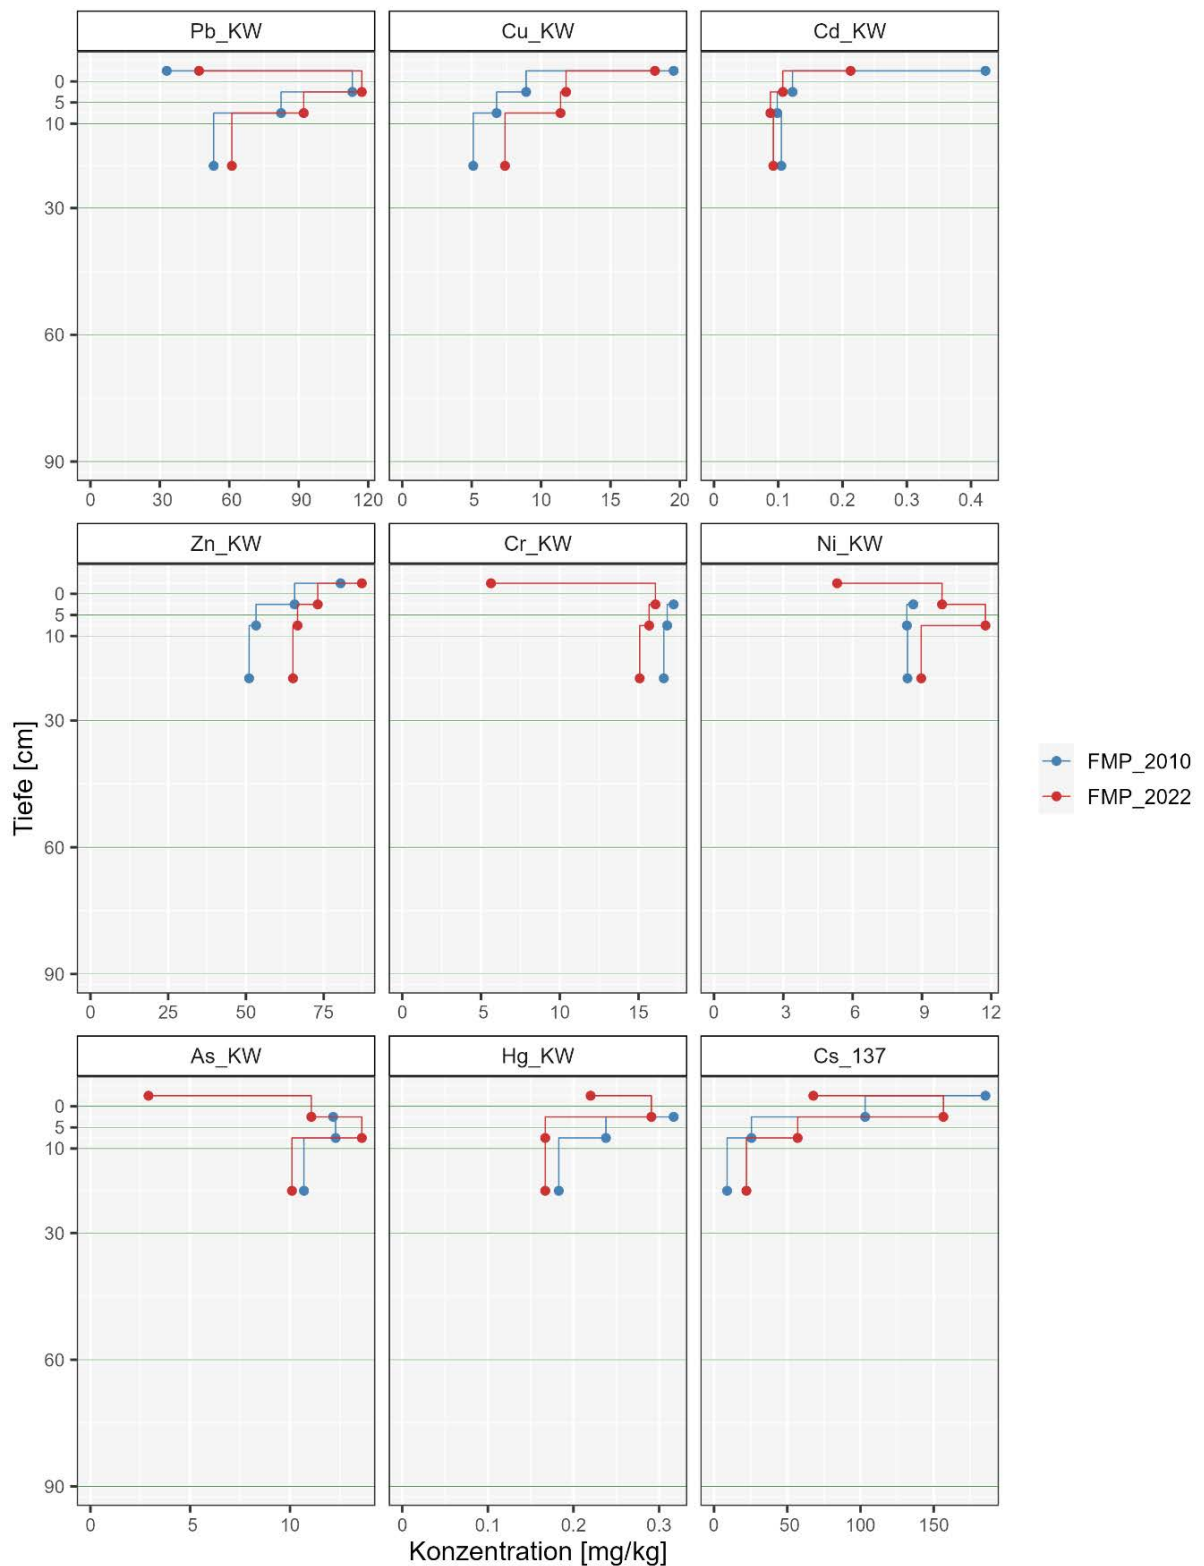 Pb_KW Cu_KW Cd_KW
0
5
10
30
60
90
0 30 60 90 120 0 5 10 15 20 0 0.1 0.2 0.3 0.4
Zn_KW Cr_KW Ni_KW
0
5
10
30
60
90
0 25 50 75 0 5 10 15 0 3 6 9 12
As_KW Hg_KW Cs_137
0
5
10
30
60
90
0 5 10 0 0.1 0.2 0.3 0 50 100 150
Tiefe [cm]
Konzentration [mg/kg]
FMP_2010
FMP_2022